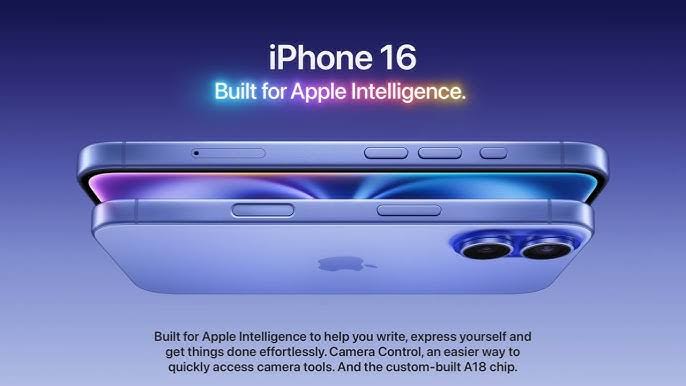 iPhone 16
Built for Apple Intelligence.
Built for Apple Intelligence to help you write, express yourself and
get things done effortlessly. Camera Control, an easier way to
quickly access camera tools. And the custom-built A18 chip.